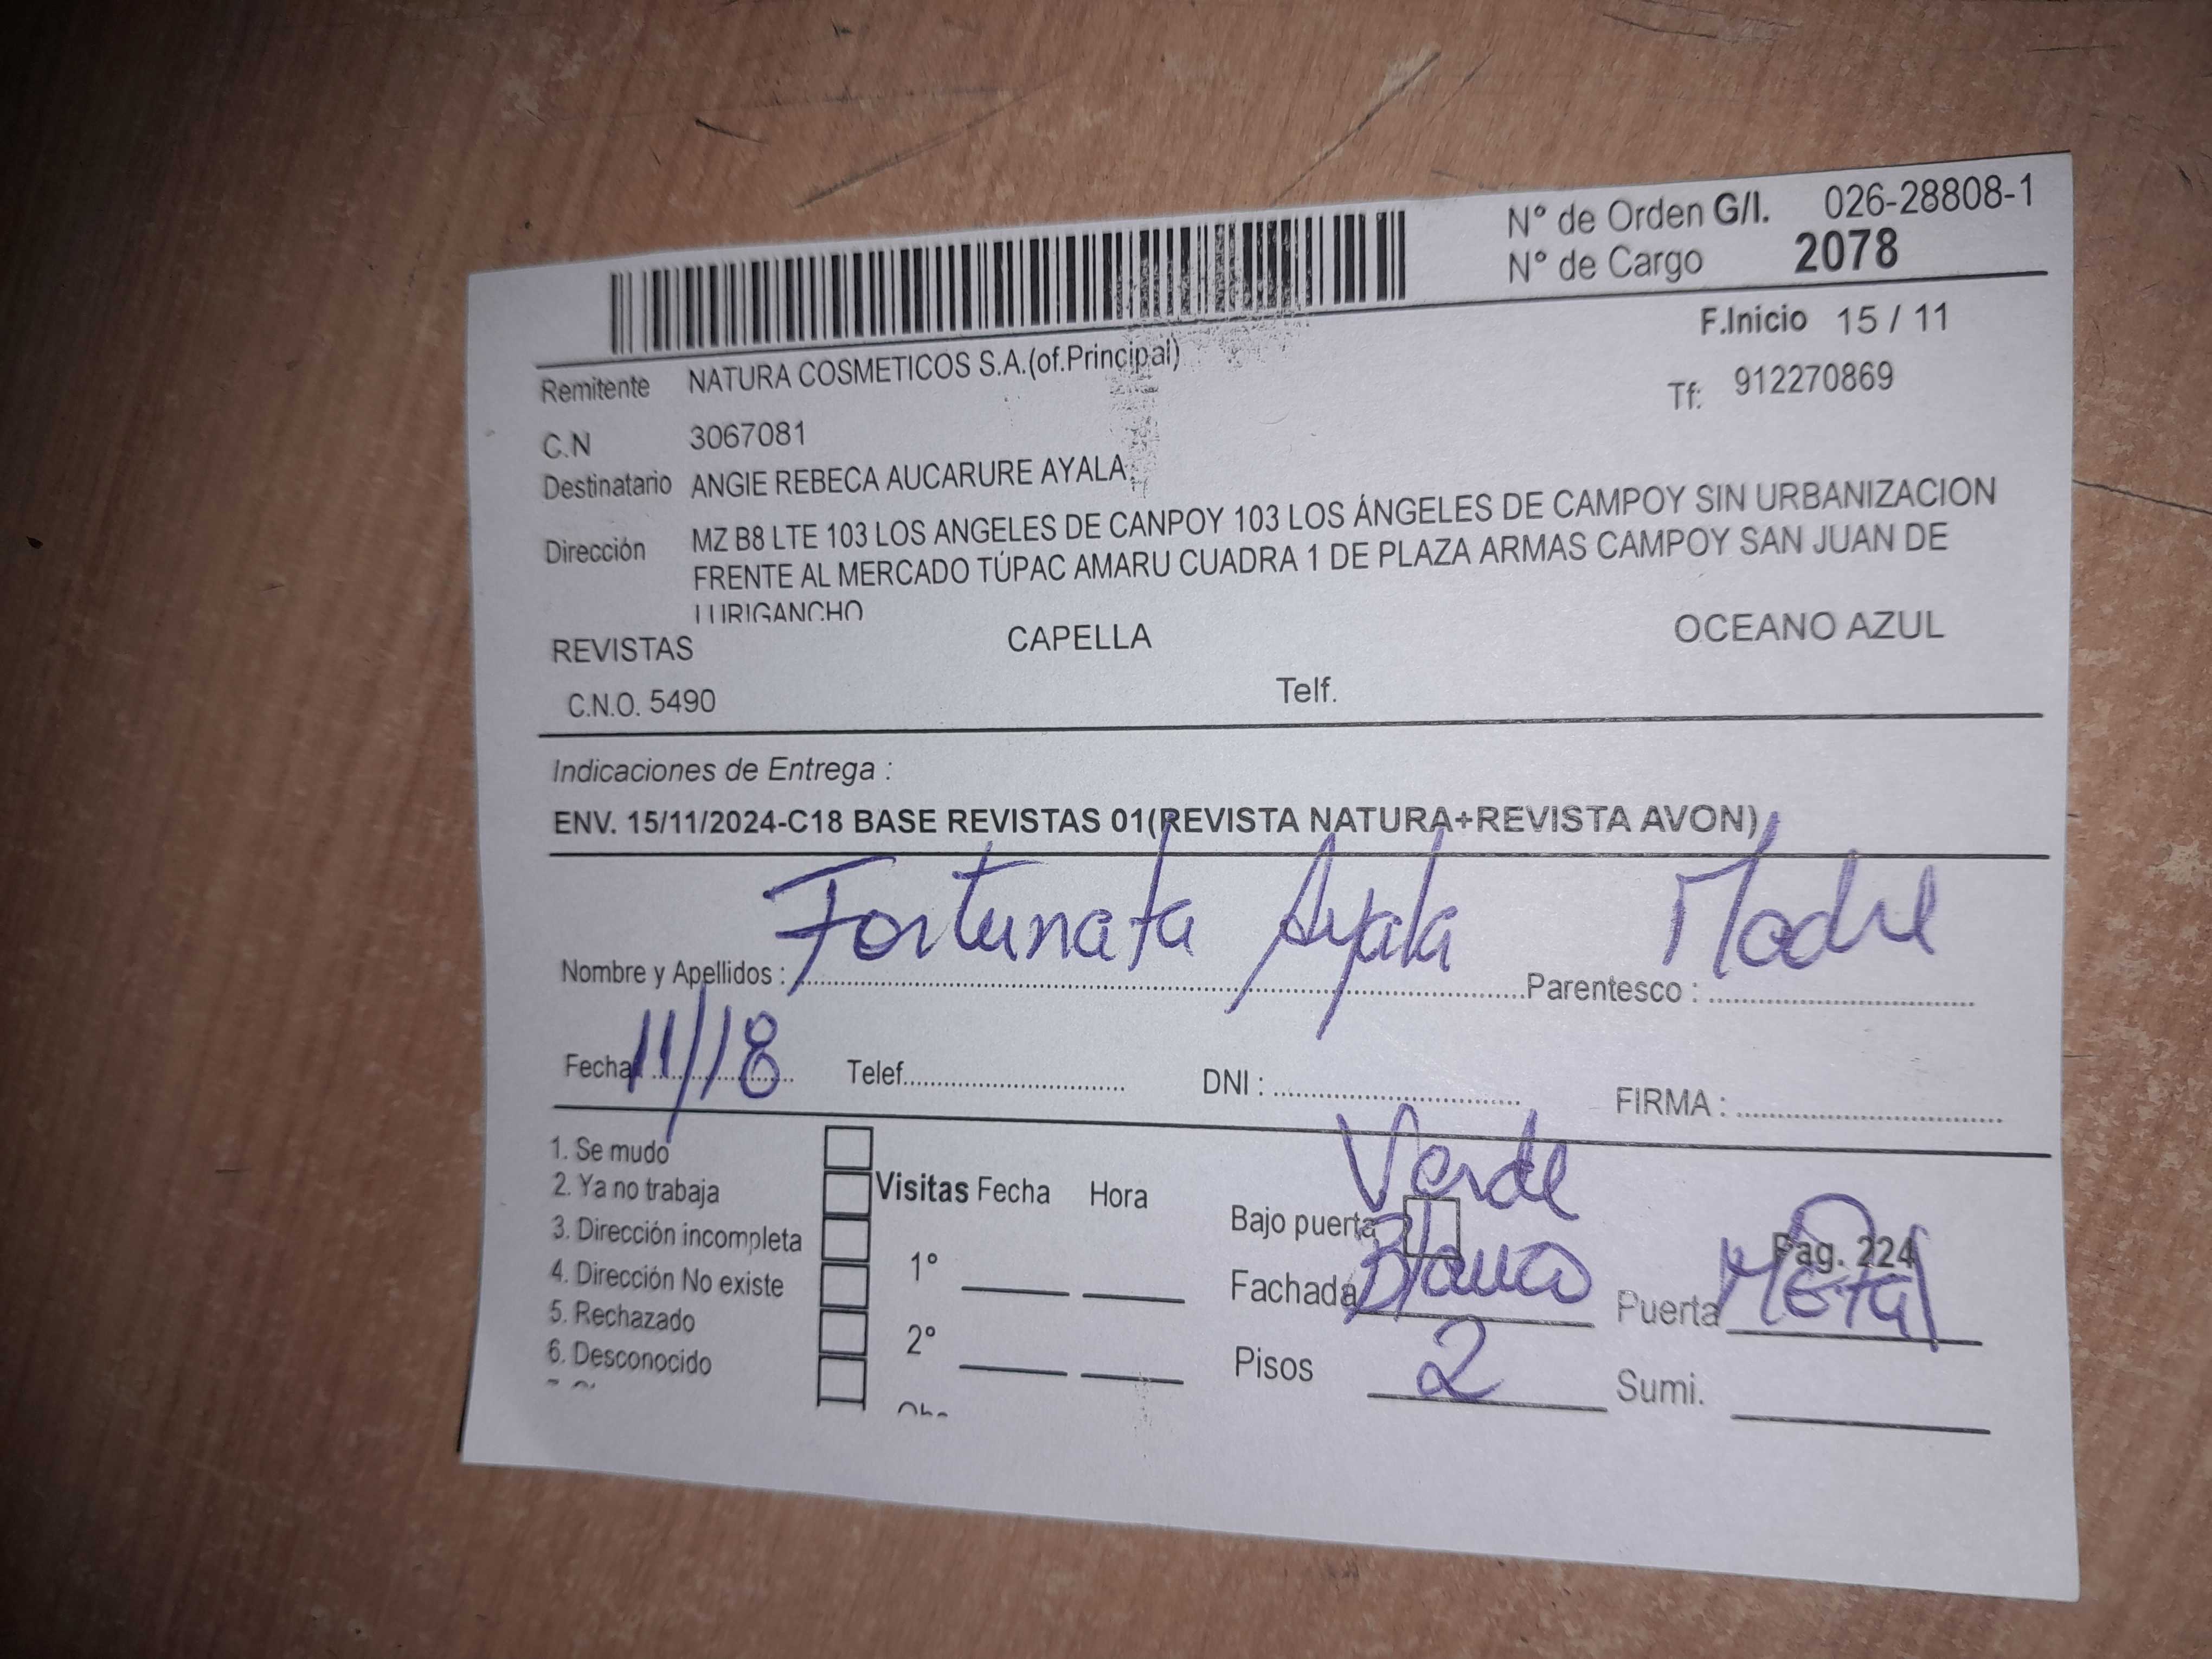 N° de Orden G/I. 026-28808-1
N° de Cargo 2078
F.Inicio 15 / 11
Remitente NATURA COSMETICOS S.A.(of.Principal)
Tf: 912270869
C.N 3067081
Destinatario ANGIE REBECA AUCARURE AYALA
Dirección MZ B8 LTE 103 LOS ANGELES DE CANPOY 103 LOS ÁNGELES DE CAMPOY SIN URBANIZACION
FRENTE AL MERCADO TÚPAC AMARU CUADRA 1 DE PLAZA ARMAS CAMPOY SAN JUAN DE
LURIGANCHO
REVISTAS CAPELLA OCEANO AZUL
C.N.O. 5490 Telf.
Indicaciones de Entrega :
ENV. 15/11/2024-C18 BASE REVISTAS 01(REVISTA NATURA+REVISTA AVON)
Nombre y Apellidos : Fortunata Ayala Parentesco : Madre
Fecha 11/18 Telef. DNI : FIRMA :
1. Se mudo
2. Ya no trabaja
3. Dirección incompleta
4. Dirección No existe
5. Rechazado
6. Desconocido
Visitas Fecha Hora
1°
2°
Verde
Bajo puerta
Pag. 224
Fachada Blanco Puerta Metal
Pisos 2 Sumi.